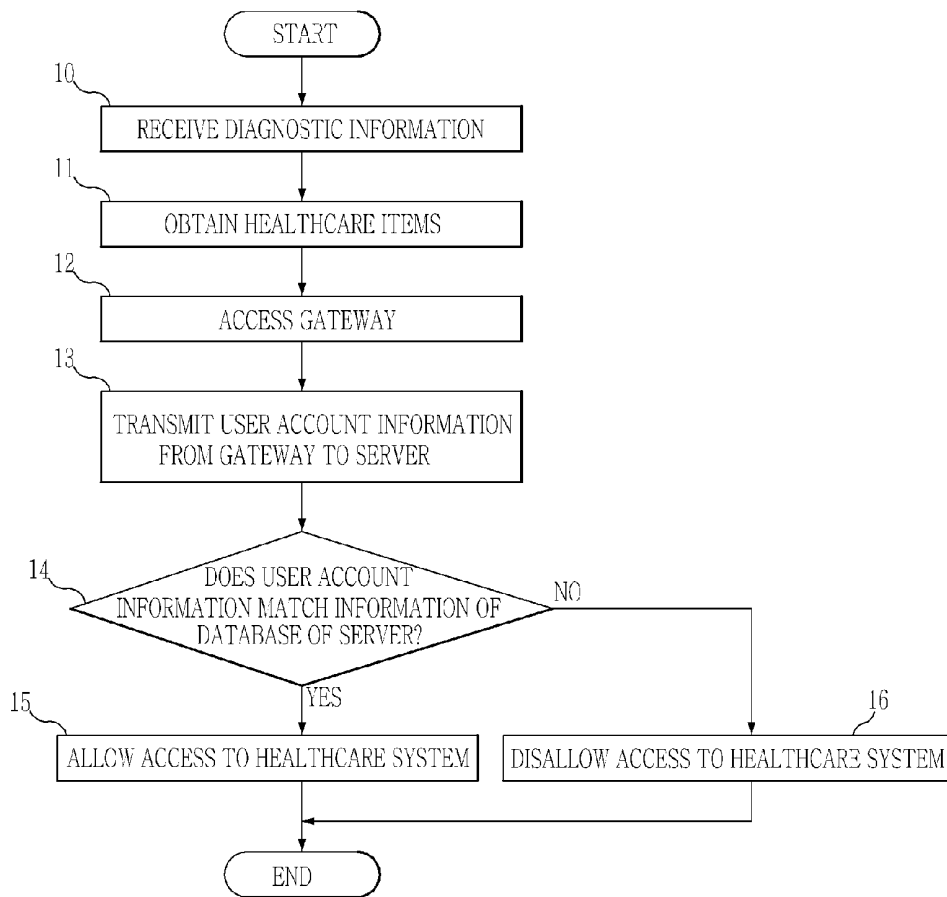 START
10
RECEIVE DIAGNOSTIC INFORMATION
11
OBTAIN HEALTHCARE ITEMS
12
ACCESS GATEWAY
13
TRANSMIT USER ACCOUNT INFORMATION
FROM GATEWAY TO SERVER
14
DOES USER ACCOUNT
INFORMATION MATCH INFORMATION OF
DATABASE OF SERVER?
NO
YES
15
ALLOW ACCESS TO HEALTHCARE SYSTEM
16
DISALLOW ACCESS TO HEALTHCARE SYSTEM
END